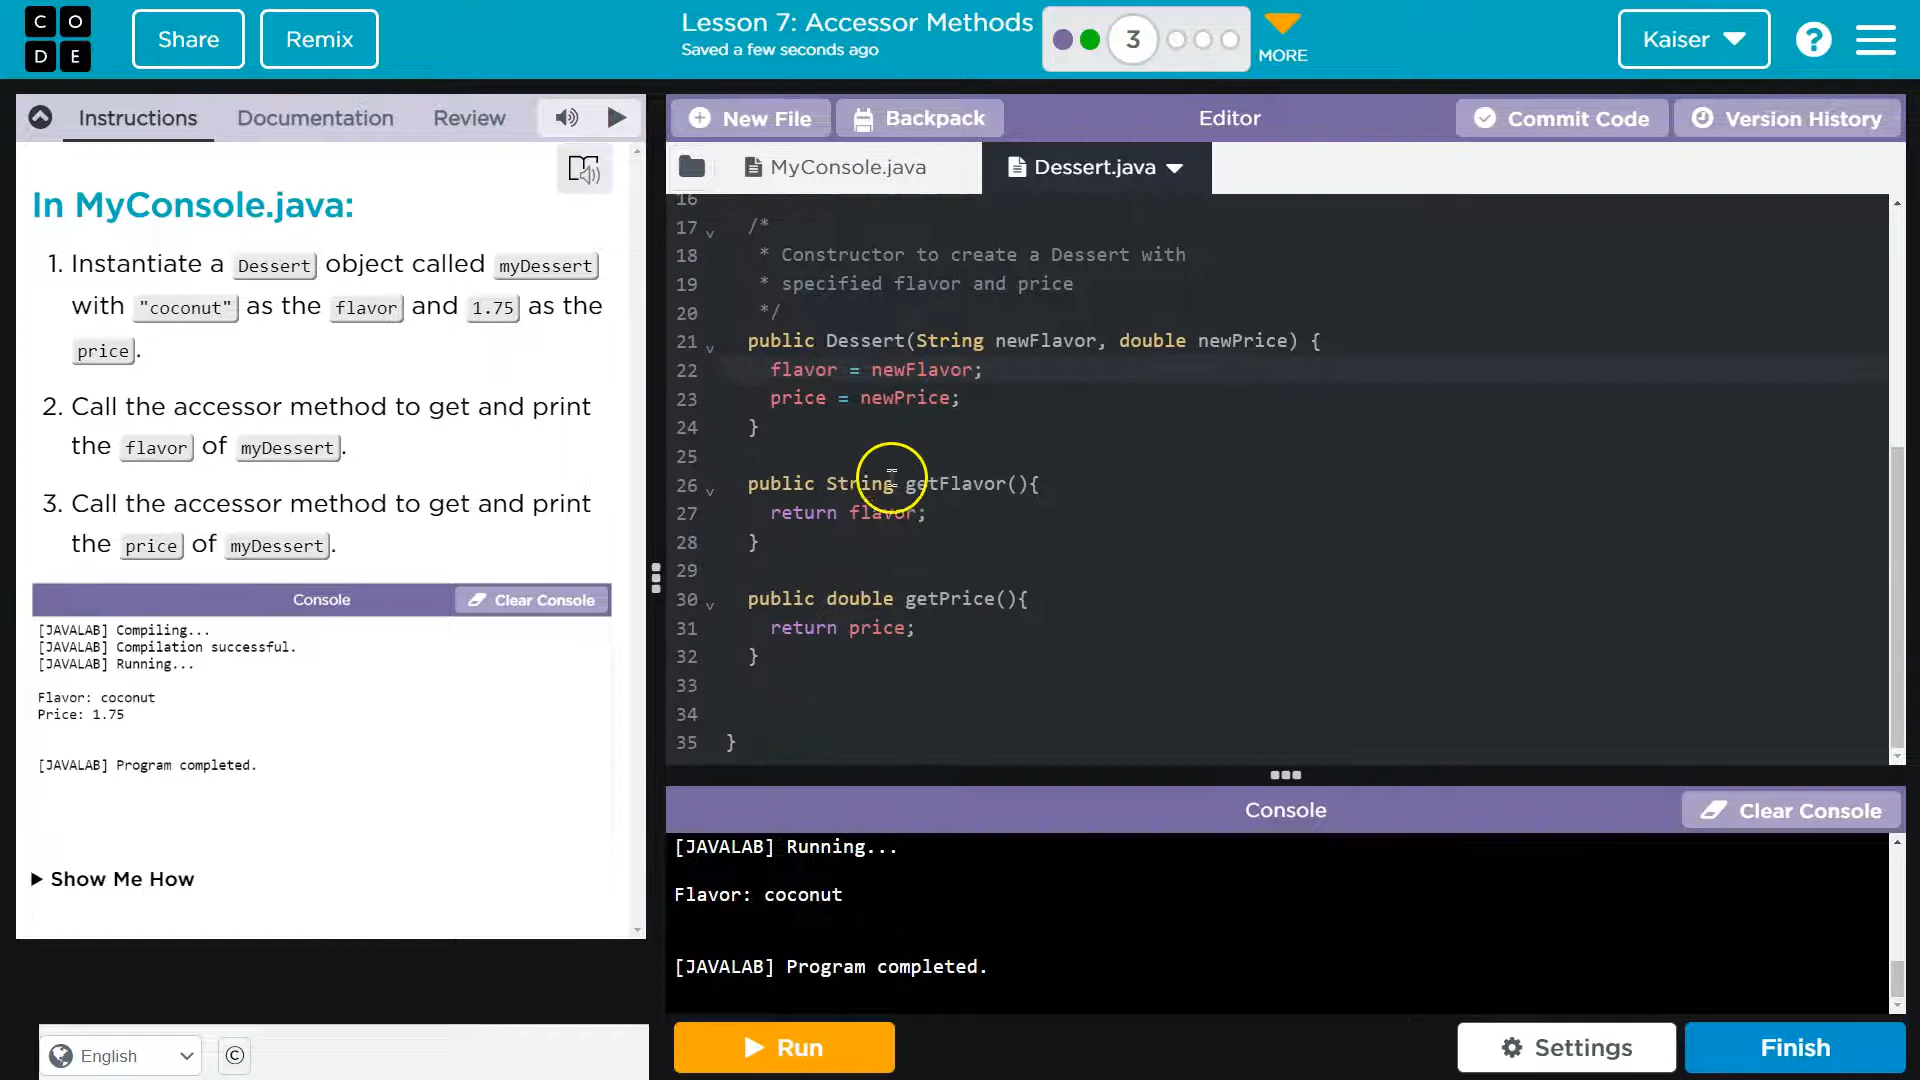 CODE
Share
Remix
Lesson 7: Accessor Methods
Saved a few seconds ago
3
MORE
Kaiser
?
Instructions
Documentation
Review
In MyConsole.java:
1. Instantiate a Dessert object called myDessert
with "coconut" as the flavor and 1.75 as the
price.
2. Call the accessor method to get and print
the flavor of myDessert.
3. Call the accessor method to get and print
the price of myDessert.
Console
Clear Console
[JAVALAB] Compiling...
[JAVALAB] Compilation successful.
[JAVALAB] Running...
Flavor: coconut
Price: 1.75
[JAVALAB] Program completed.
Show Me How
English
©
New File
Backpack
Editor
Commit Code
Version History
MyConsole.java
Dessert.java
16
17 /*
18 * Constructor to create a Dessert with
19 * specified flavor and price
20 */
21 public Dessert(String newFlavor, double newPrice) {
22 flavor = newFlavor;
23 price = newPrice;
24 }
25
26 public String getFlavor(){
27 return flavor;
28 }
29
30 public double getPrice(){
31 return price;
32 }
33
34
35 }
Console
Clear Console
[JAVALAB] Running...
Flavor: coconut
[JAVALAB] Program completed.
Run
Settings
Finish